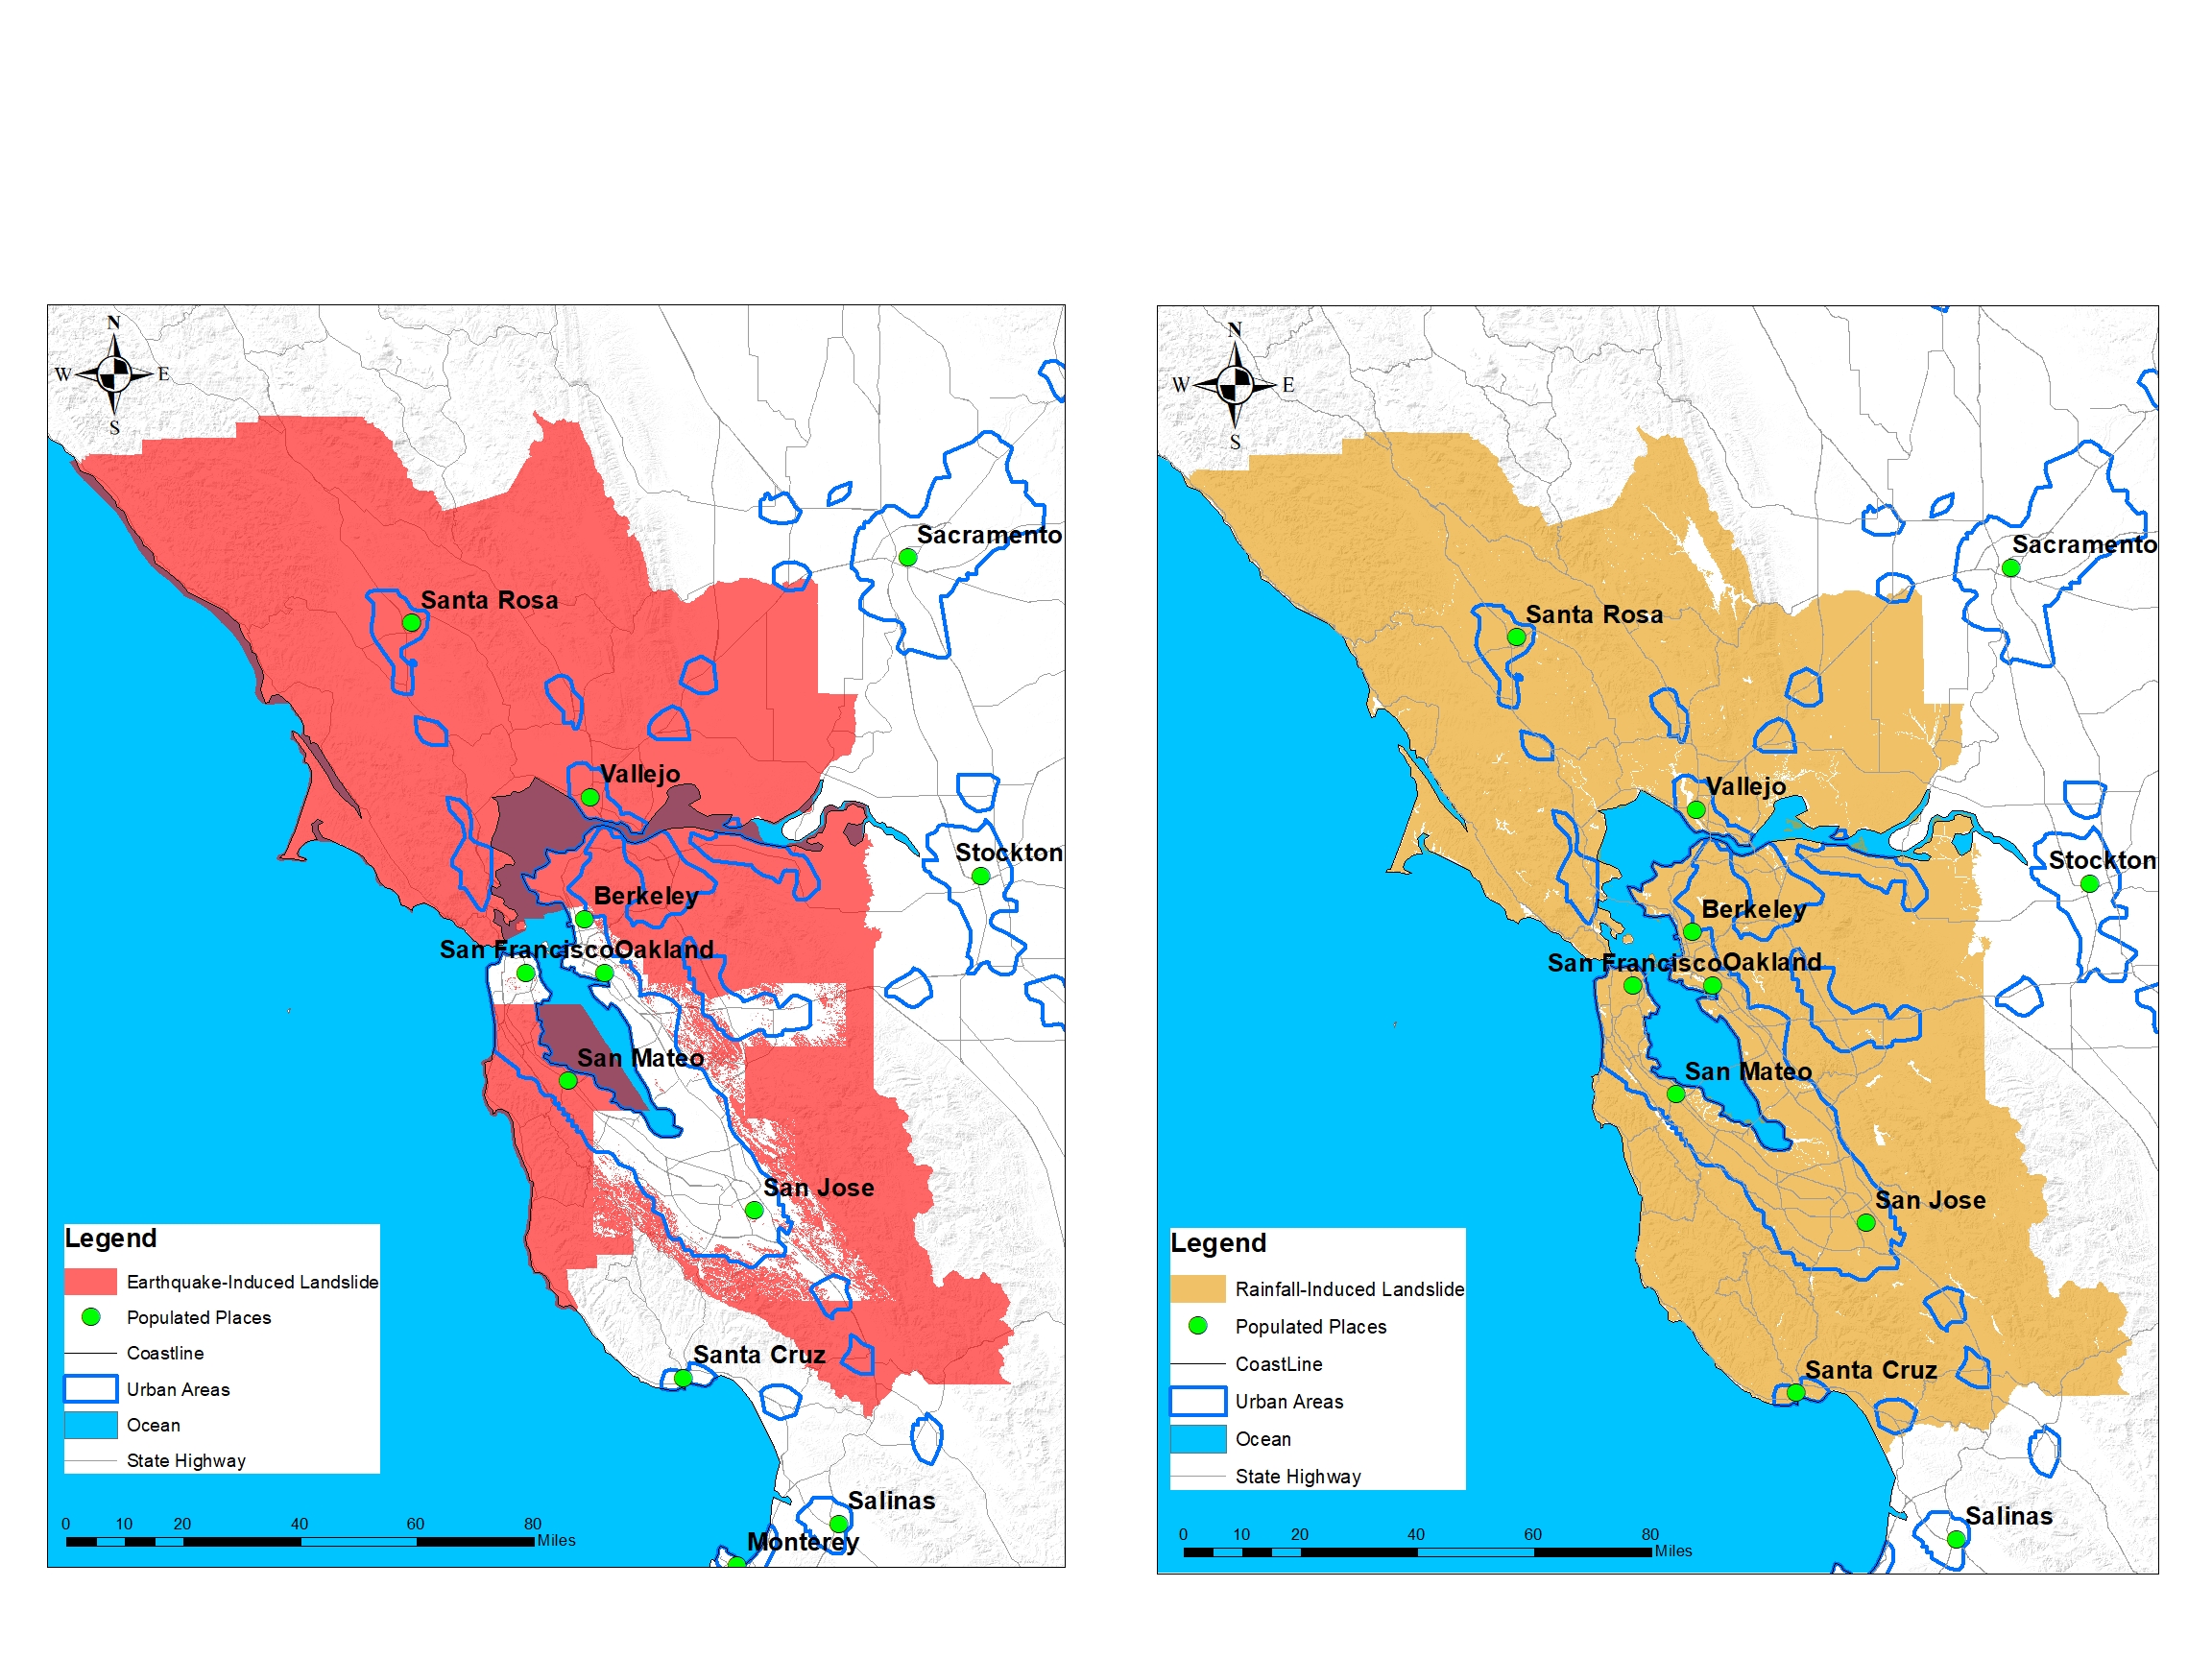 N
W E
S
Sacramento
Santa Rosa
Vallejo
Stockton
Berkeley
San Francisco Oakland
San Mateo
San Jose
Santa Cruz
Salinas
Monterey
Legend
Earthquake-Induced Landslide
Populated Places
Coastline
Urban Areas
Ocean
State Highway
0 10 20 40 60 80
Miles
N
W E
S
Sacramento
Santa Rosa
Vallejo
Stockton
Berkeley
San Francisco Oakland
San Mateo
San Jose
Santa Cruz
Salinas
Legend
Rainfall-Induced Landslide
Populated Places
CoastLine
Urban Areas
Ocean
State Highway
0 10 20 40 60 80
Miles